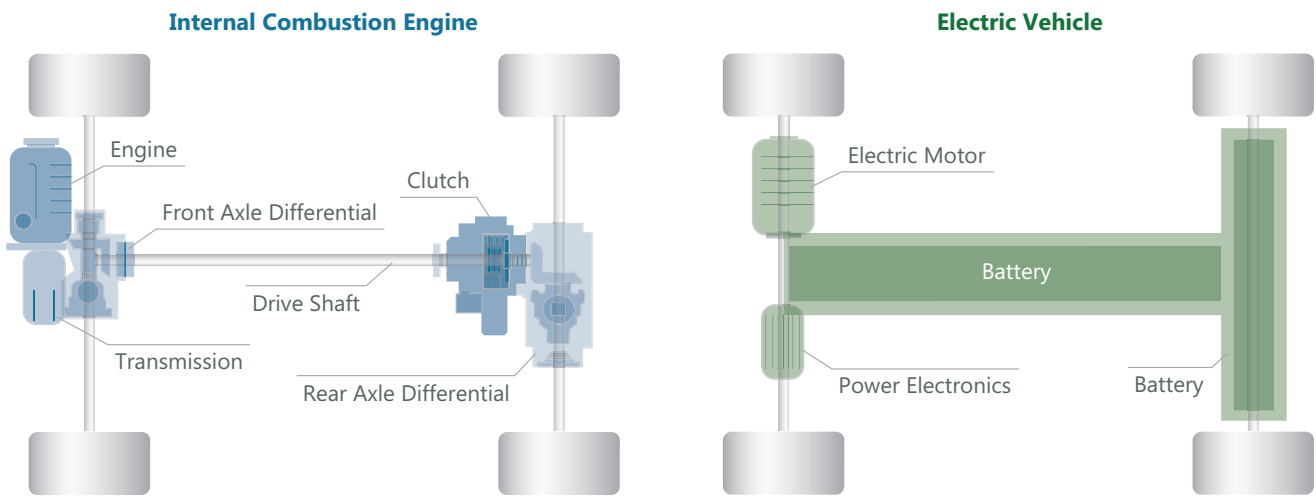 Internal Combustion Engine
Engine
Clutch
Front Axle Differential
Drive Shaft
Transmission
Rear Axle Differential
Electric Vehicle
Electric Motor
Battery
Power Electronics
Battery